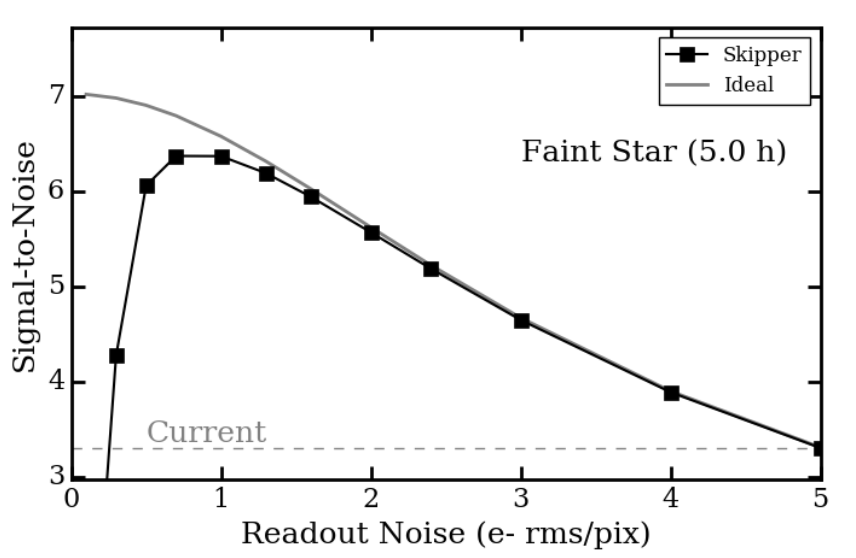 Skipper
Ideal
Faint Star (5.0 h)
Signal-to-Noise
7
6
5
4
3
Current
0 1 2 3 4 5
Readout Noise (e- rms/pix)